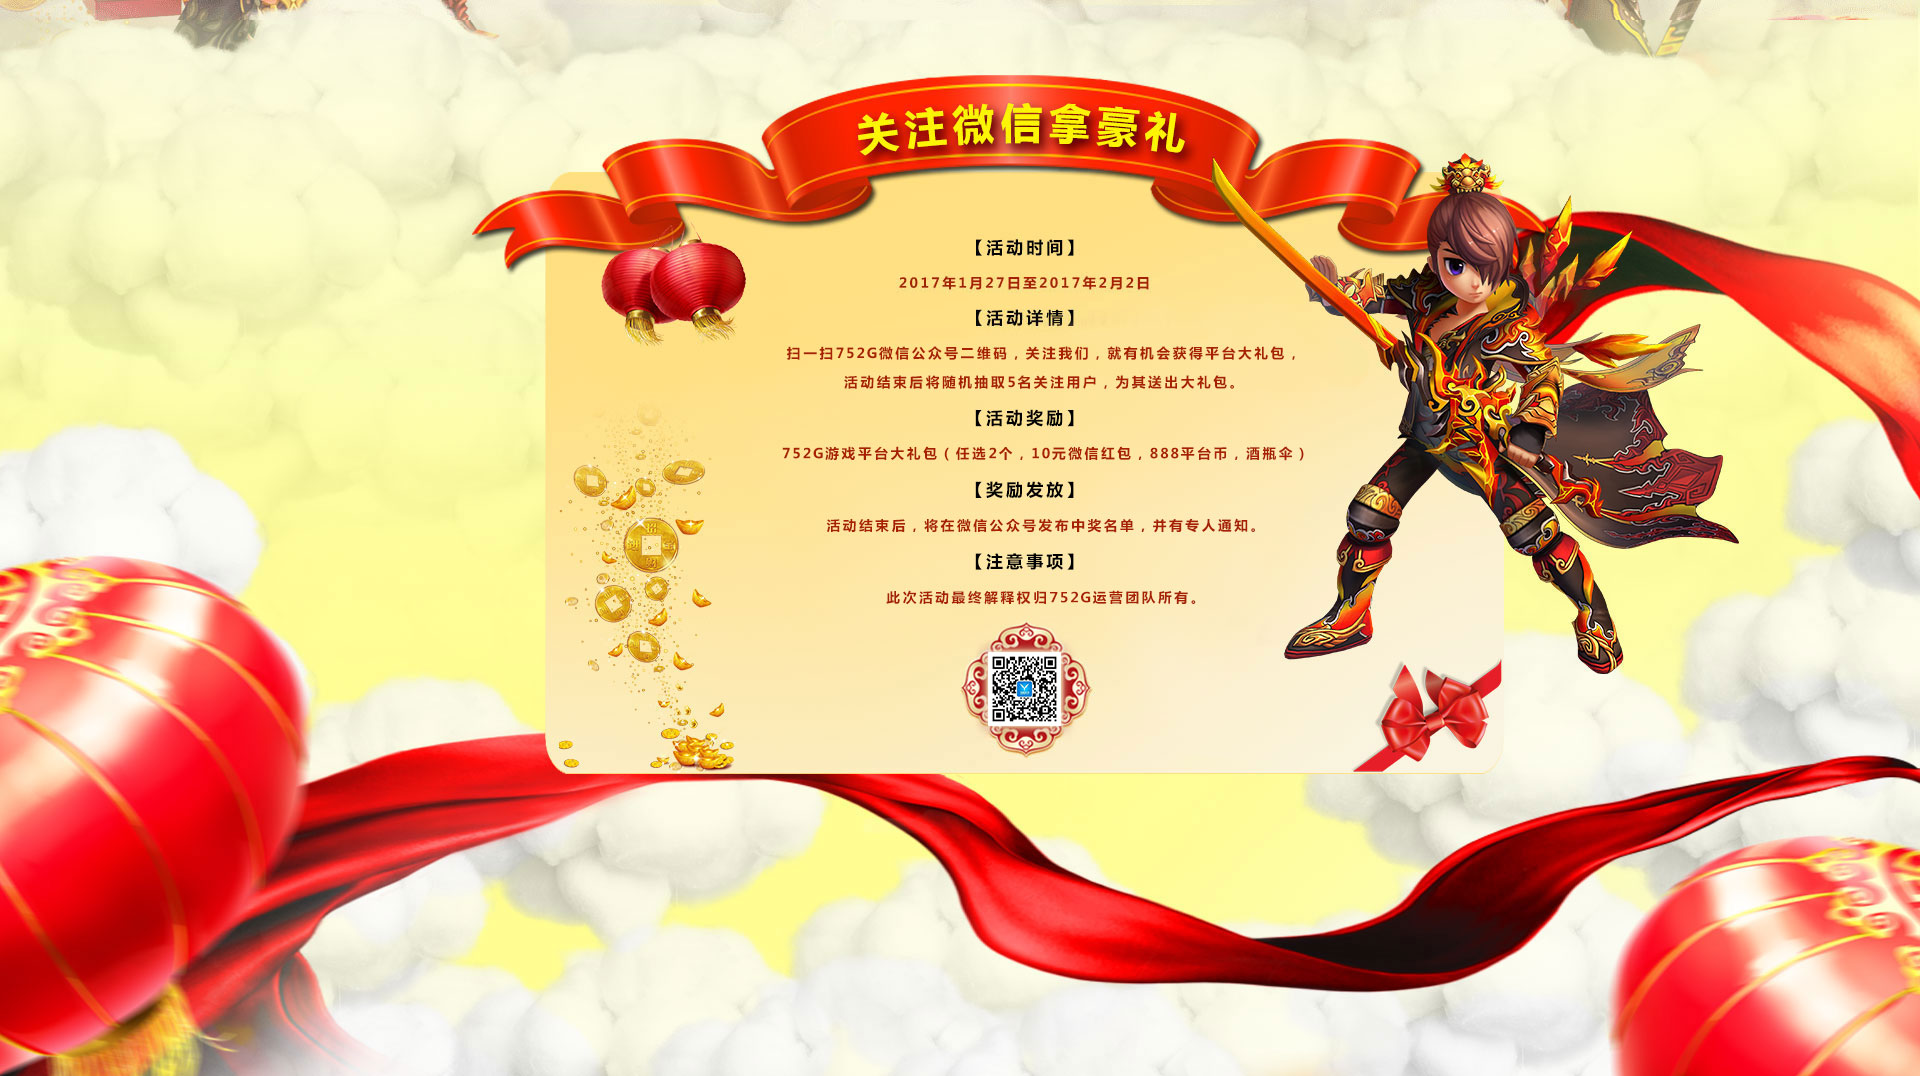 关注微信拿豪礼
【活动时间】
2017年1月27日至2017年2月2日
【活动详情】
扫一扫752G微信公众号二维码，关注我们，就有机会获得平台大礼包，
活动结束后将随机抽取5名关注用户，为其送出大礼包。
【活动奖励】
752G游戏平台大礼包（任选2个，10元微信红包，888平台币，酒瓶伞）
【奖励发放】
活动结束后，将在微信公众号发布中奖名单，并有专人通知。
【注意事项】
此次活动最终解释权归752G运营团队所有。